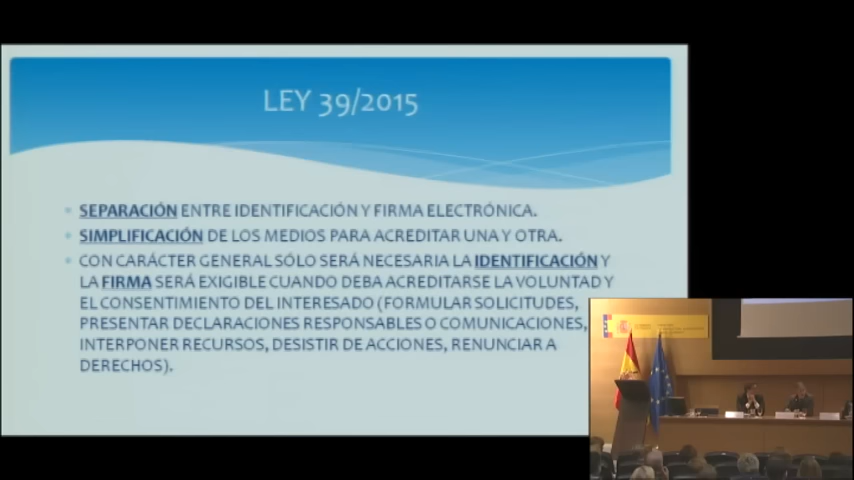 LEY 39/2015
• SEPARACIÓN ENTRE IDENTIFICACIÓN Y FIRMA ELECTRÓNICA.
• SIMPLIFICACIÓN DE LOS MEDIOS PARA ACREDITAR UNA Y OTRA.
• CON CARÁCTER GENERAL SÓLO SERÁ NECESARIA LA IDENTIFICACIÓN Y
LA FIRMA SERÁ EXIGIBLE CUANDO DEBA ACREDITARSE LA VOLUNTAD Y
EL CONSENTIMIENTO DEL INTERESADO (FORMULAR SOLICITUDES,
PRESENTAR DECLARACIONES RESPONSABLES O COMUNICACIONES,
INTERPONER RECURSOS, DESISTIR DE ACCIONES, RENUNCIAR A
DERECHOS).